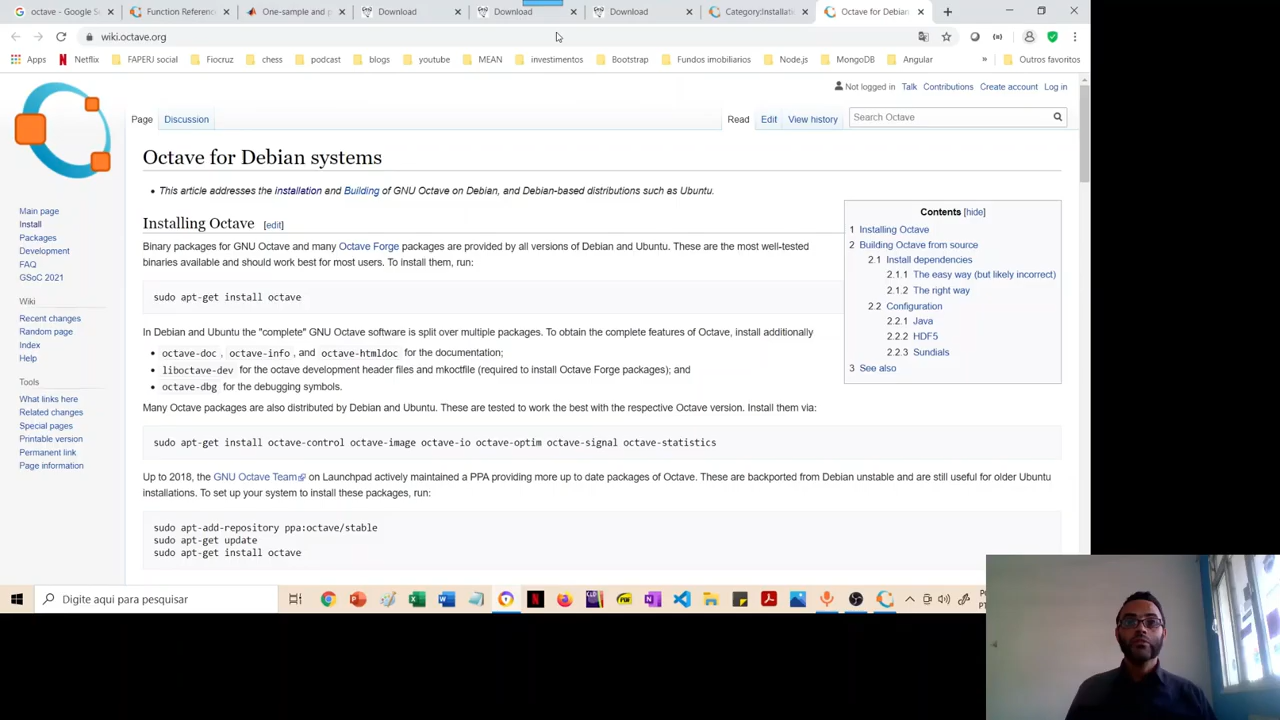 octave - Google Se
Function Referenc
One-sample and p
Download
Download
Download
Category:Installatio
Octave for Debian
wiki.octave.org
Apps
Netflix
FAPERJ social
Fiocruz
chess
podcast
blogs
youtube
MEAN
investimentos
Bootstrap
Fundos imobiliarios
Node.js
MongoDB
Angular
»
Outros favoritos
Not logged in Talk Contributions Create account Log in
Page Discussion Read Edit View history Search Octave
Octave for Debian systems
• This article addresses the installation and Building of GNU Octave on Debian, and Debian-based distributions such as Ubuntu.
Installing Octave [edit]
Binary packages for GNU Octave and many Octave Forge packages are provided by all versions of Debian and Ubuntu. These are the most well-tested
binaries available and should work best for most users. To install them, run:
sudo apt-get install octave
In Debian and Ubuntu the "complete" GNU Octave software is split over multiple packages. To obtain the complete features of Octave, install additionally
• octave-doc , octave-info , and octave-htmldoc for the documentation;
• liboctave-dev for the octave development header files and mkoctfile (required to install Octave Forge packages); and
• octave-dbg for the debugging symbols.
Many Octave packages are also distributed by Debian and Ubuntu. These are tested to work the best with the respective Octave version. Install them via:
sudo apt-get install octave-control octave-image octave-io octave-optim octave-signal octave-statistics
Up to 2018, the GNU Octave Team on Launchpad actively maintained a PPA providing more up to date packages of Octave. These are backported from Debian unstable and are still useful for older Ubuntu
installations. To set up your system to install these packages, run:
sudo apt-add-repository ppa:octave/stable
sudo apt-get update
sudo apt-get install octave
Contents [hide]
1 Installing Octave
2 Building Octave from source
2.1 Install dependencies
2.1.1 The easy way (but likely incorrect)
2.1.2 The right way
2.2 Configuration
2.2.1 Java
2.2.2 HDF5
2.2.3 Sundials
3 See also
Main page
Install
Packages
Development
FAQ
GSoC 2021
Wiki
Recent changes
Random page
Index
Help
Tools
What links here
Related changes
Special pages
Printable version
Permanent link
Page information
Digite aqui para pesquisar